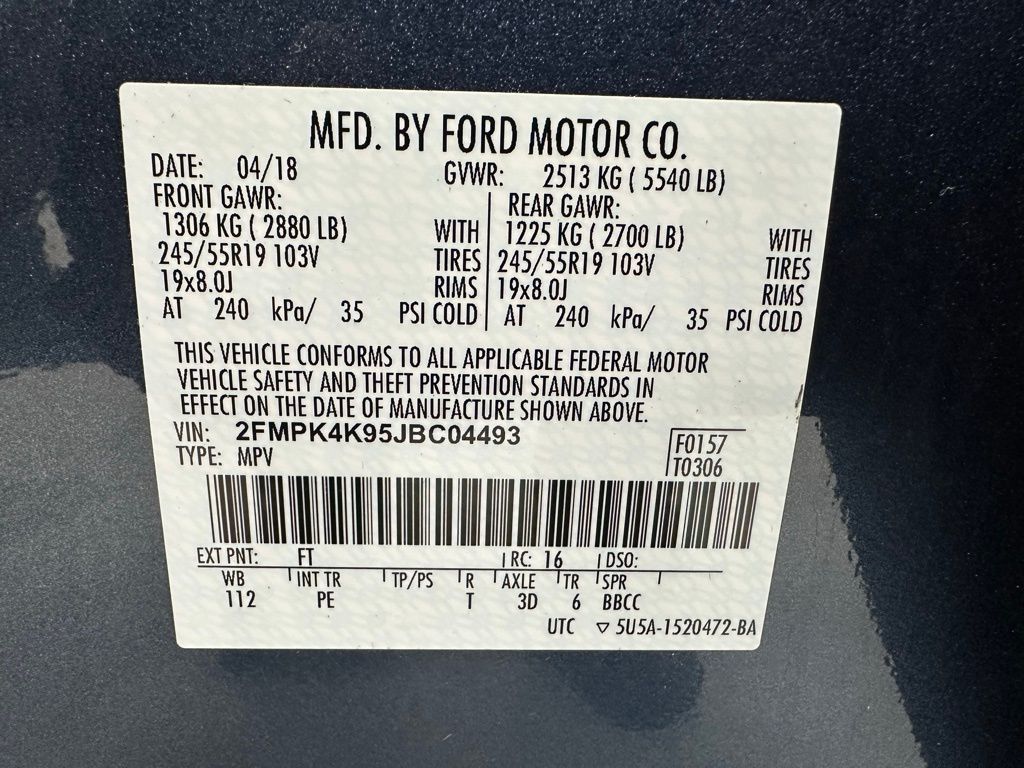 MFD. BY FORD MOTOR CO.
DATE: 04/18 GVWR: 2513 KG ( 5540 LB)
FRONT GAWR: REAR GAWR:
1306 KG ( 2880 LB) WITH 1225 KG ( 2700 LB) WITH
245/55R19 103V TIRES 245/55R19 103V TIRES
19x8.0J RIMS 19x8.0J RIMS
AT 240 kPa/ 35 PSI COLD AT 240 kPa/ 35 PSI COLD
THIS VEHICLE CONFORMS TO ALL APPLICABLE FEDERAL MOTOR
VEHICLE SAFETY AND THEFT PREVENTION STANDARDS IN
EFFECT ON THE DATE OF MANUFACTURE SHOWN ABOVE.
VIN: 2FMPK4K95JBC04493 F0157
TYPE: MPV T0306
EXT PNT: FT RC: 16 DSO:
WB INT TR TP/PS R AXLE TR SPR
112 PE T 3D 6 BBCC
UTC ▽ 5U5A-1520472-BA